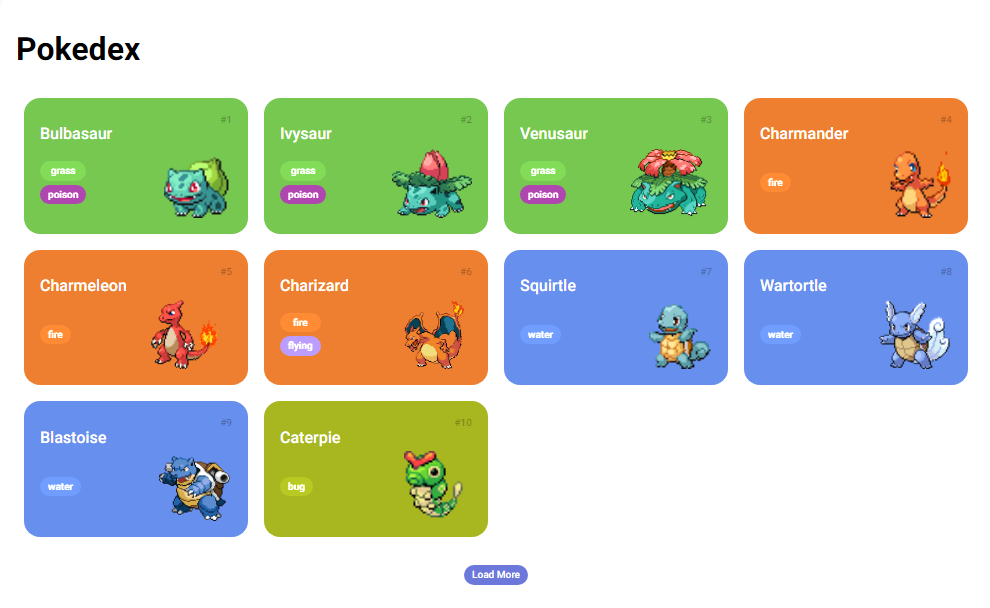 Pokedex
#1
Bulbasaur
grass
poison
#2
Ivysaur
grass
poison
#3
Venusaur
grass
poison
#4
Charmander
fire
#5
Charmeleon
fire
#6
Charizard
fire
flying
#7
Squirtle
water
#8
Wartortle
water
#9
Blastoise
water
#10
Caterpie
bug
Load More